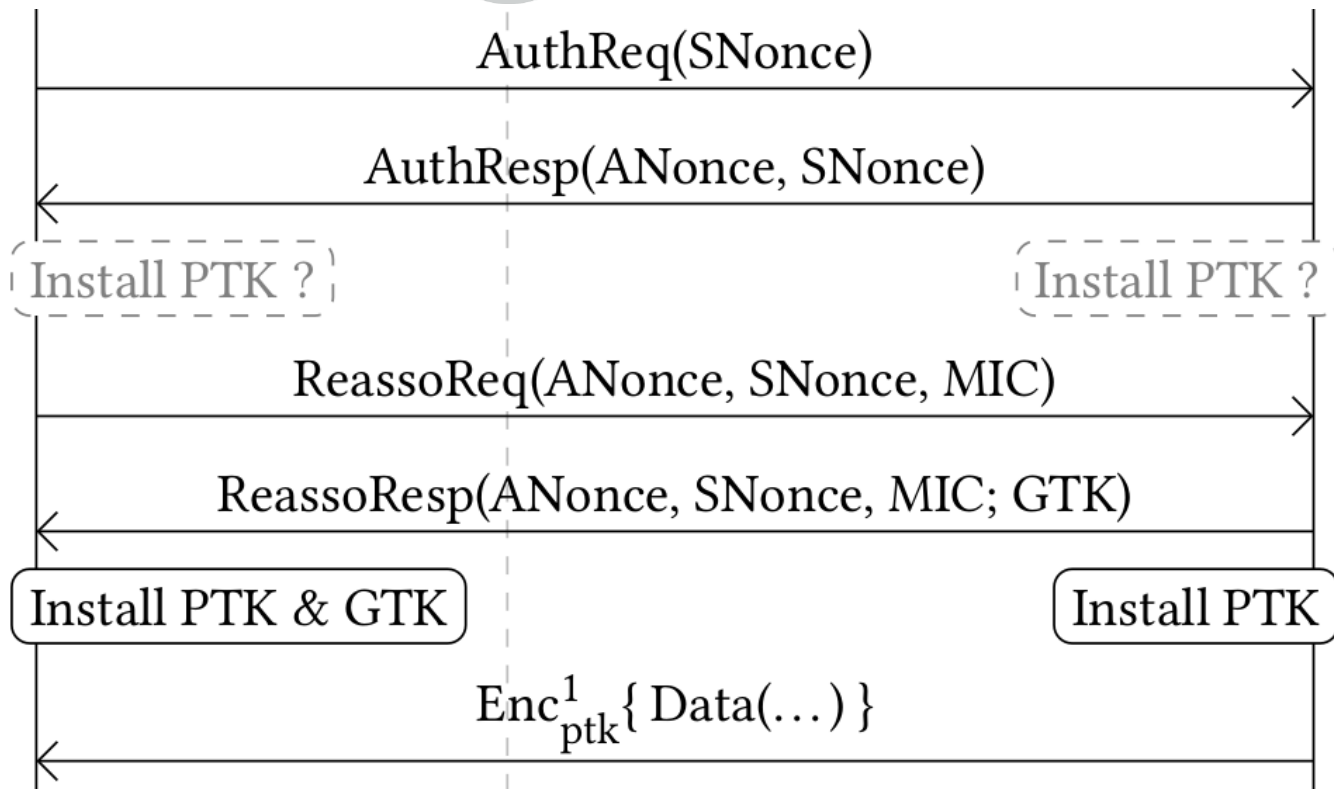 AuthReq(SNonce)
AuthResp(ANonce, SNonce)
Install PTK ?
Install PTK ?
ReassoReq(ANonce, SNonce, MIC)
ReassoResp(ANonce, SNonce, MIC; GTK)
Install PTK & GTK
Install PTK
Enc¹ₚₜₖ{ Data(…) }